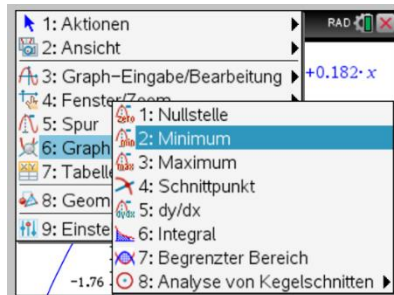 1: Aktionen
RAD
2: Ansicht
3: Graph-Eingabe/Bearbeitung
+0.182·x
4: Fenster/Zoom
5: Spur
1: Nullstelle
6: Graph
2: Minimum
7: Tabelle
3: Maximum
8: Geom
4: Schnittpunkt
9: Einste
5: dy/dx
6: Integral
7: Begrenzter Bereich
-1.76
8: Analyse von Kegelschnitten